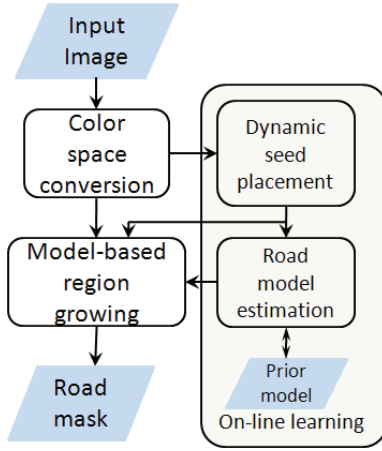 Input
Image
Color
space
conversion
Dynamic
seed
placement
Model-based
region
growing
Road
model
estimation
Road
mask
Prior
model
On-line learning